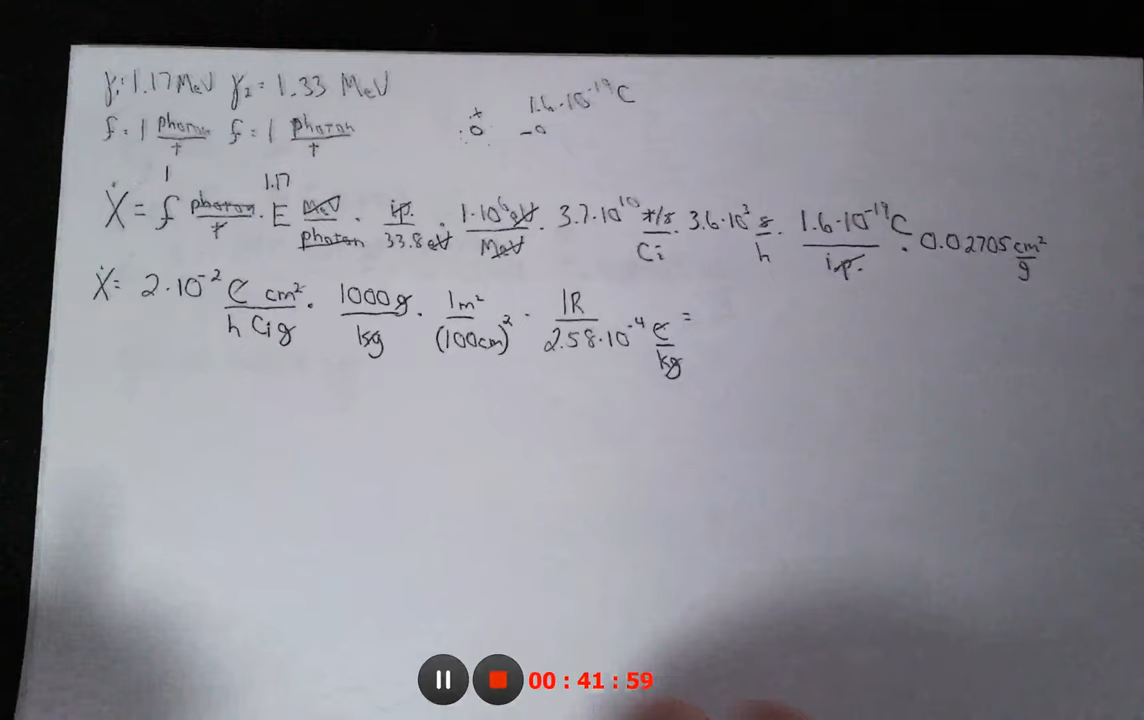 γ₁: 1.17 MeV γ₂ = 1.33 MeV
1.6·10⁻¹⁹ C
f = 1 photon/t f = 1 photon/t
+
o -o
1 1.17
Ẋ = f photon/t · E MeV/photon · i.p./33.8 eV · 1·10⁶ eV/MeV · 3.7·10¹⁰ t/s/Ci · 3.6·10³ s/h · 1.6·10⁻¹⁹ C/i.p. · 0.02705 cm²/g
Ẋ = 2·10⁻² C cm²/h Ci g · 1000 g/kg · 1 m²/(100 cm)² · 1R/2.58·10⁻⁴ C/kg =
00 : 41 : 59